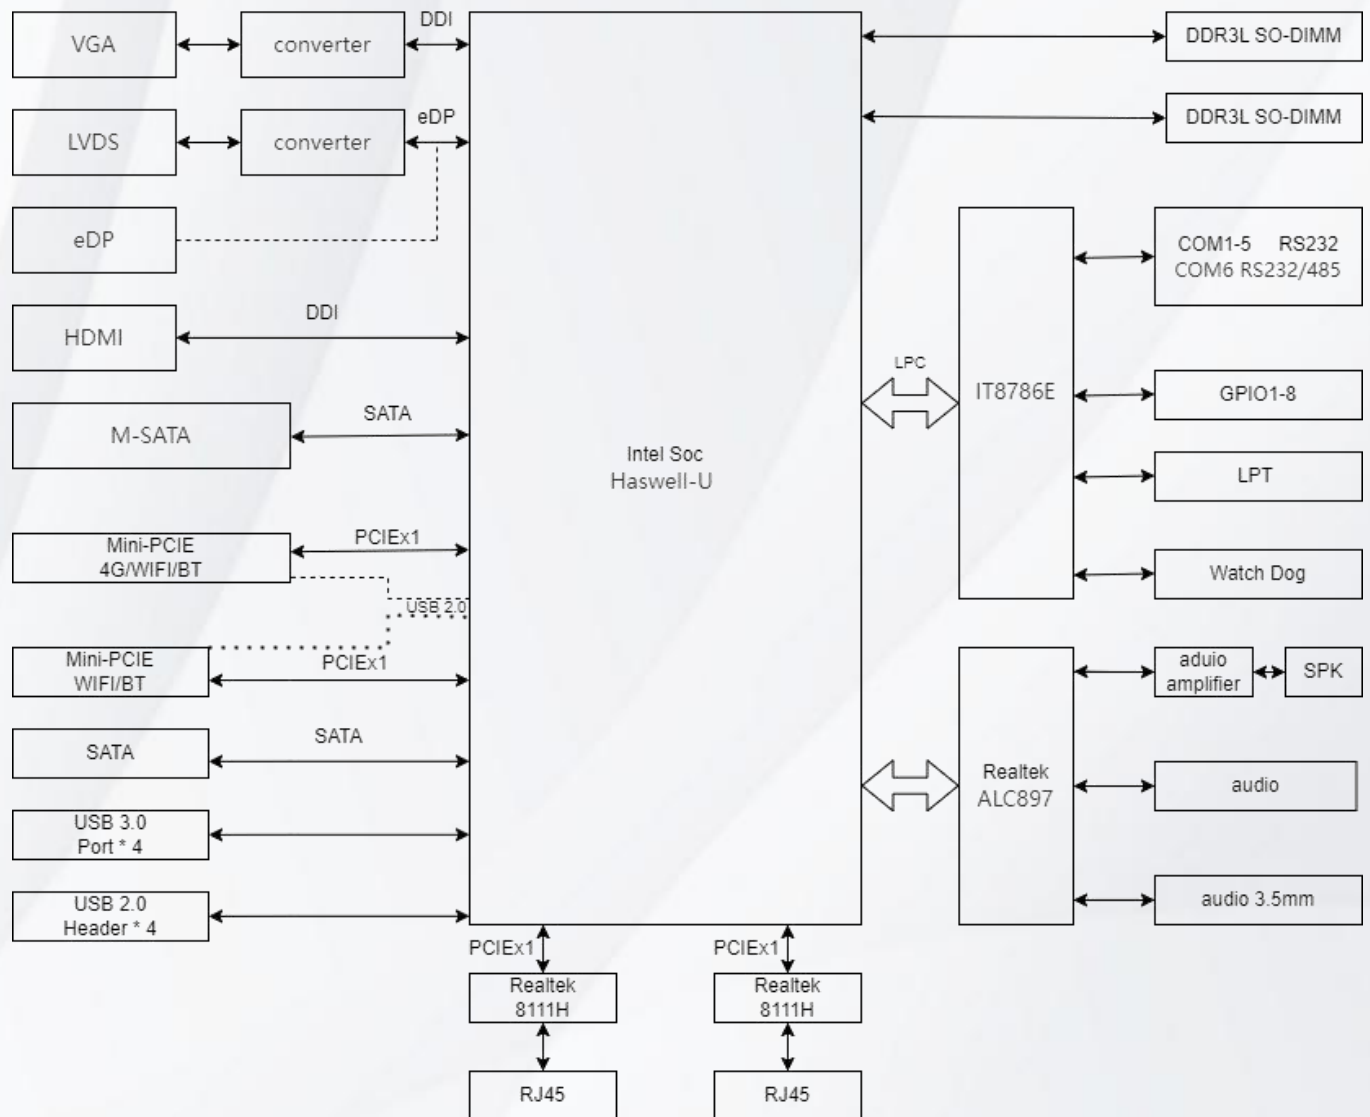 VGA
converter
DDI
DDR3L SO-DIMM
LVDS
converter
eDP
DDR3L SO-DIMM
eDP
HDMI
DDI
M-SATA
SATA
Mini-PCIE
4G/WIFI/BT
PCIEx1
USB 2.0
Mini-PCIE
WIFI/BT
PCIEx1
SATA
SATA
USB 3.0
Port * 4
USB 2.0
Header * 4
Intel Soc
Haswell-U
LPC
IT8786E
COM1-5 RS232
COM6 RS232/485
GPIO1-8
LPT
Watch Dog
Realtek
ALC897
aduio
amplifier
SPK
audio
audio 3.5mm
PCIEx1
Realtek
8111H
RJ45
PCIEx1
Realtek
8111H
RJ45